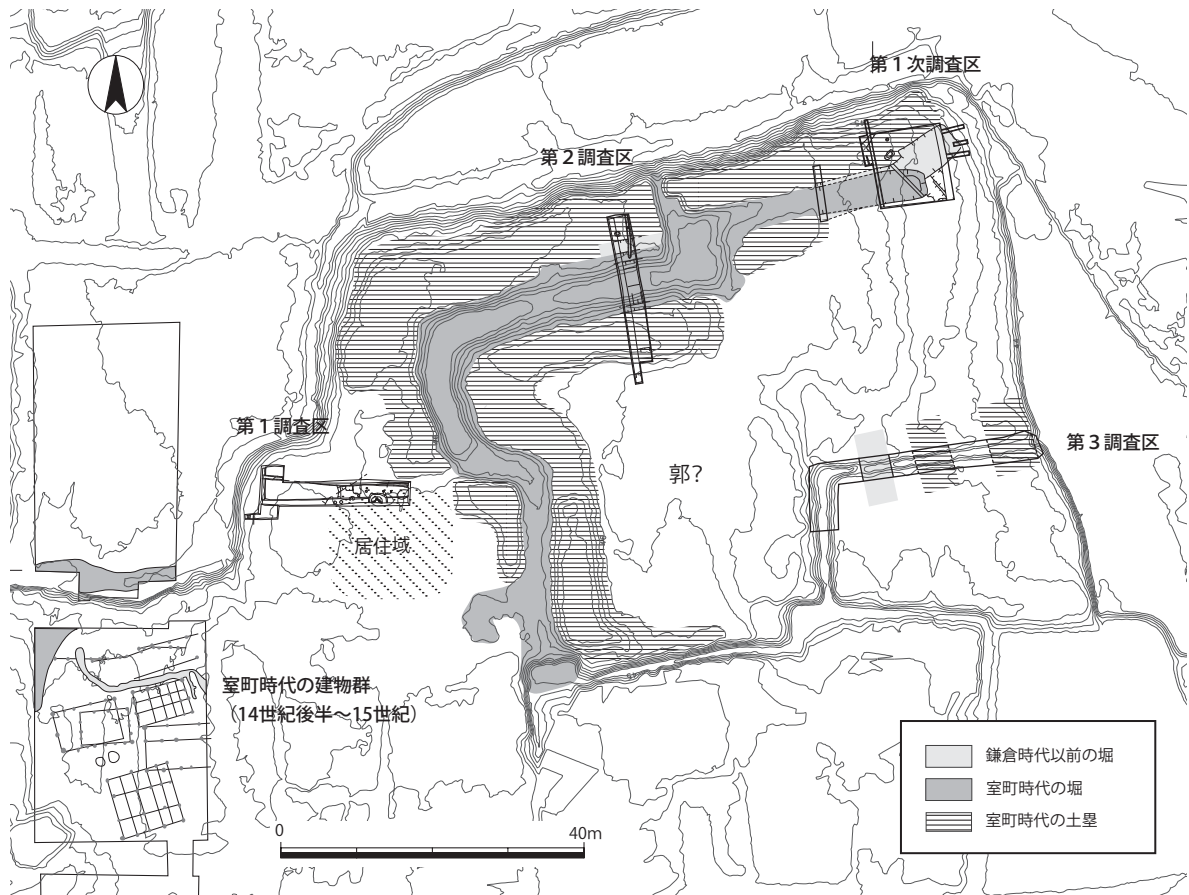 第１次調査区
第２調査区
第１調査区
第３調査区
郭？
居住域
室町時代の建物群
（14世紀後半～15世紀）
鎌倉時代以前の堀
室町時代の堀
室町時代の土塁
0
40m